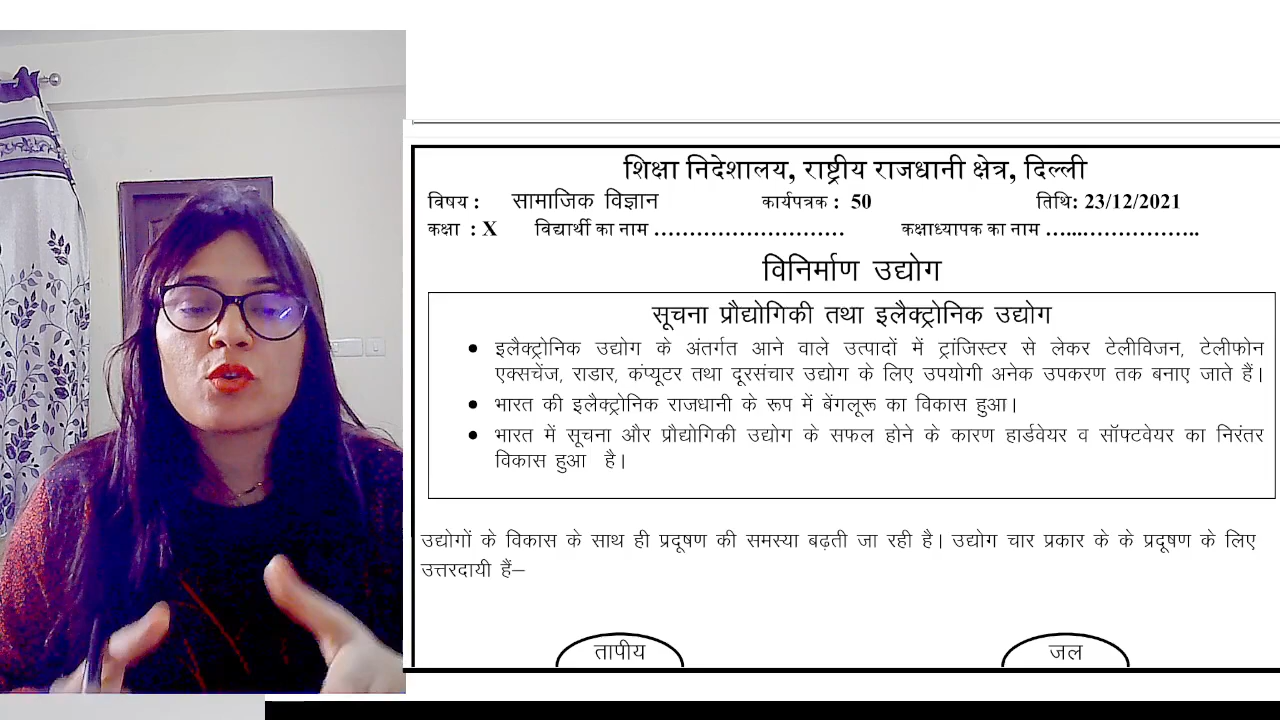 शिक्षा निदेशालय, राष्ट्रीय राजधानी क्षेत्र, दिल्ली
विषय : सामाजिक विज्ञान कार्यपत्रक : 50 तिथि: 23/12/2021
कक्षा : X विद्यार्थी का नाम ........................... कक्षाध्यापक का नाम ......................
विनिर्माण उद्योग
सूचना प्रौद्योगिकी तथा इलैक्ट्रोनिक उद्योग
• इलैक्ट्रोनिक उद्योग के अंतर्गत आने वाले उत्पादों में ट्रांजिस्टर से लेकर टेलीविजन, टेलीफोन
एक्सचेंज, राडार, कंप्यूटर तथा दूरसंचार उद्योग के लिए उपयोगी अनेक उपकरण तक बनाए जाते हैं।
• भारत की इलैक्ट्रोनिक राजधानी के रूप में बेंगलूरू का विकास हुआ।
• भारत में सूचना और प्रौद्योगिकी उद्योग के सफल होने के कारण हार्डवेयर व सॉफ्टवेयर का निरंतर
विकास हुआ है।
उद्योगों के विकास के साथ ही प्रदूषण की समस्या बढ़ती जा रही है। उद्योग चार प्रकार के के प्रदूषण के लिए
उत्तरदायी हैं–
तापीय जल